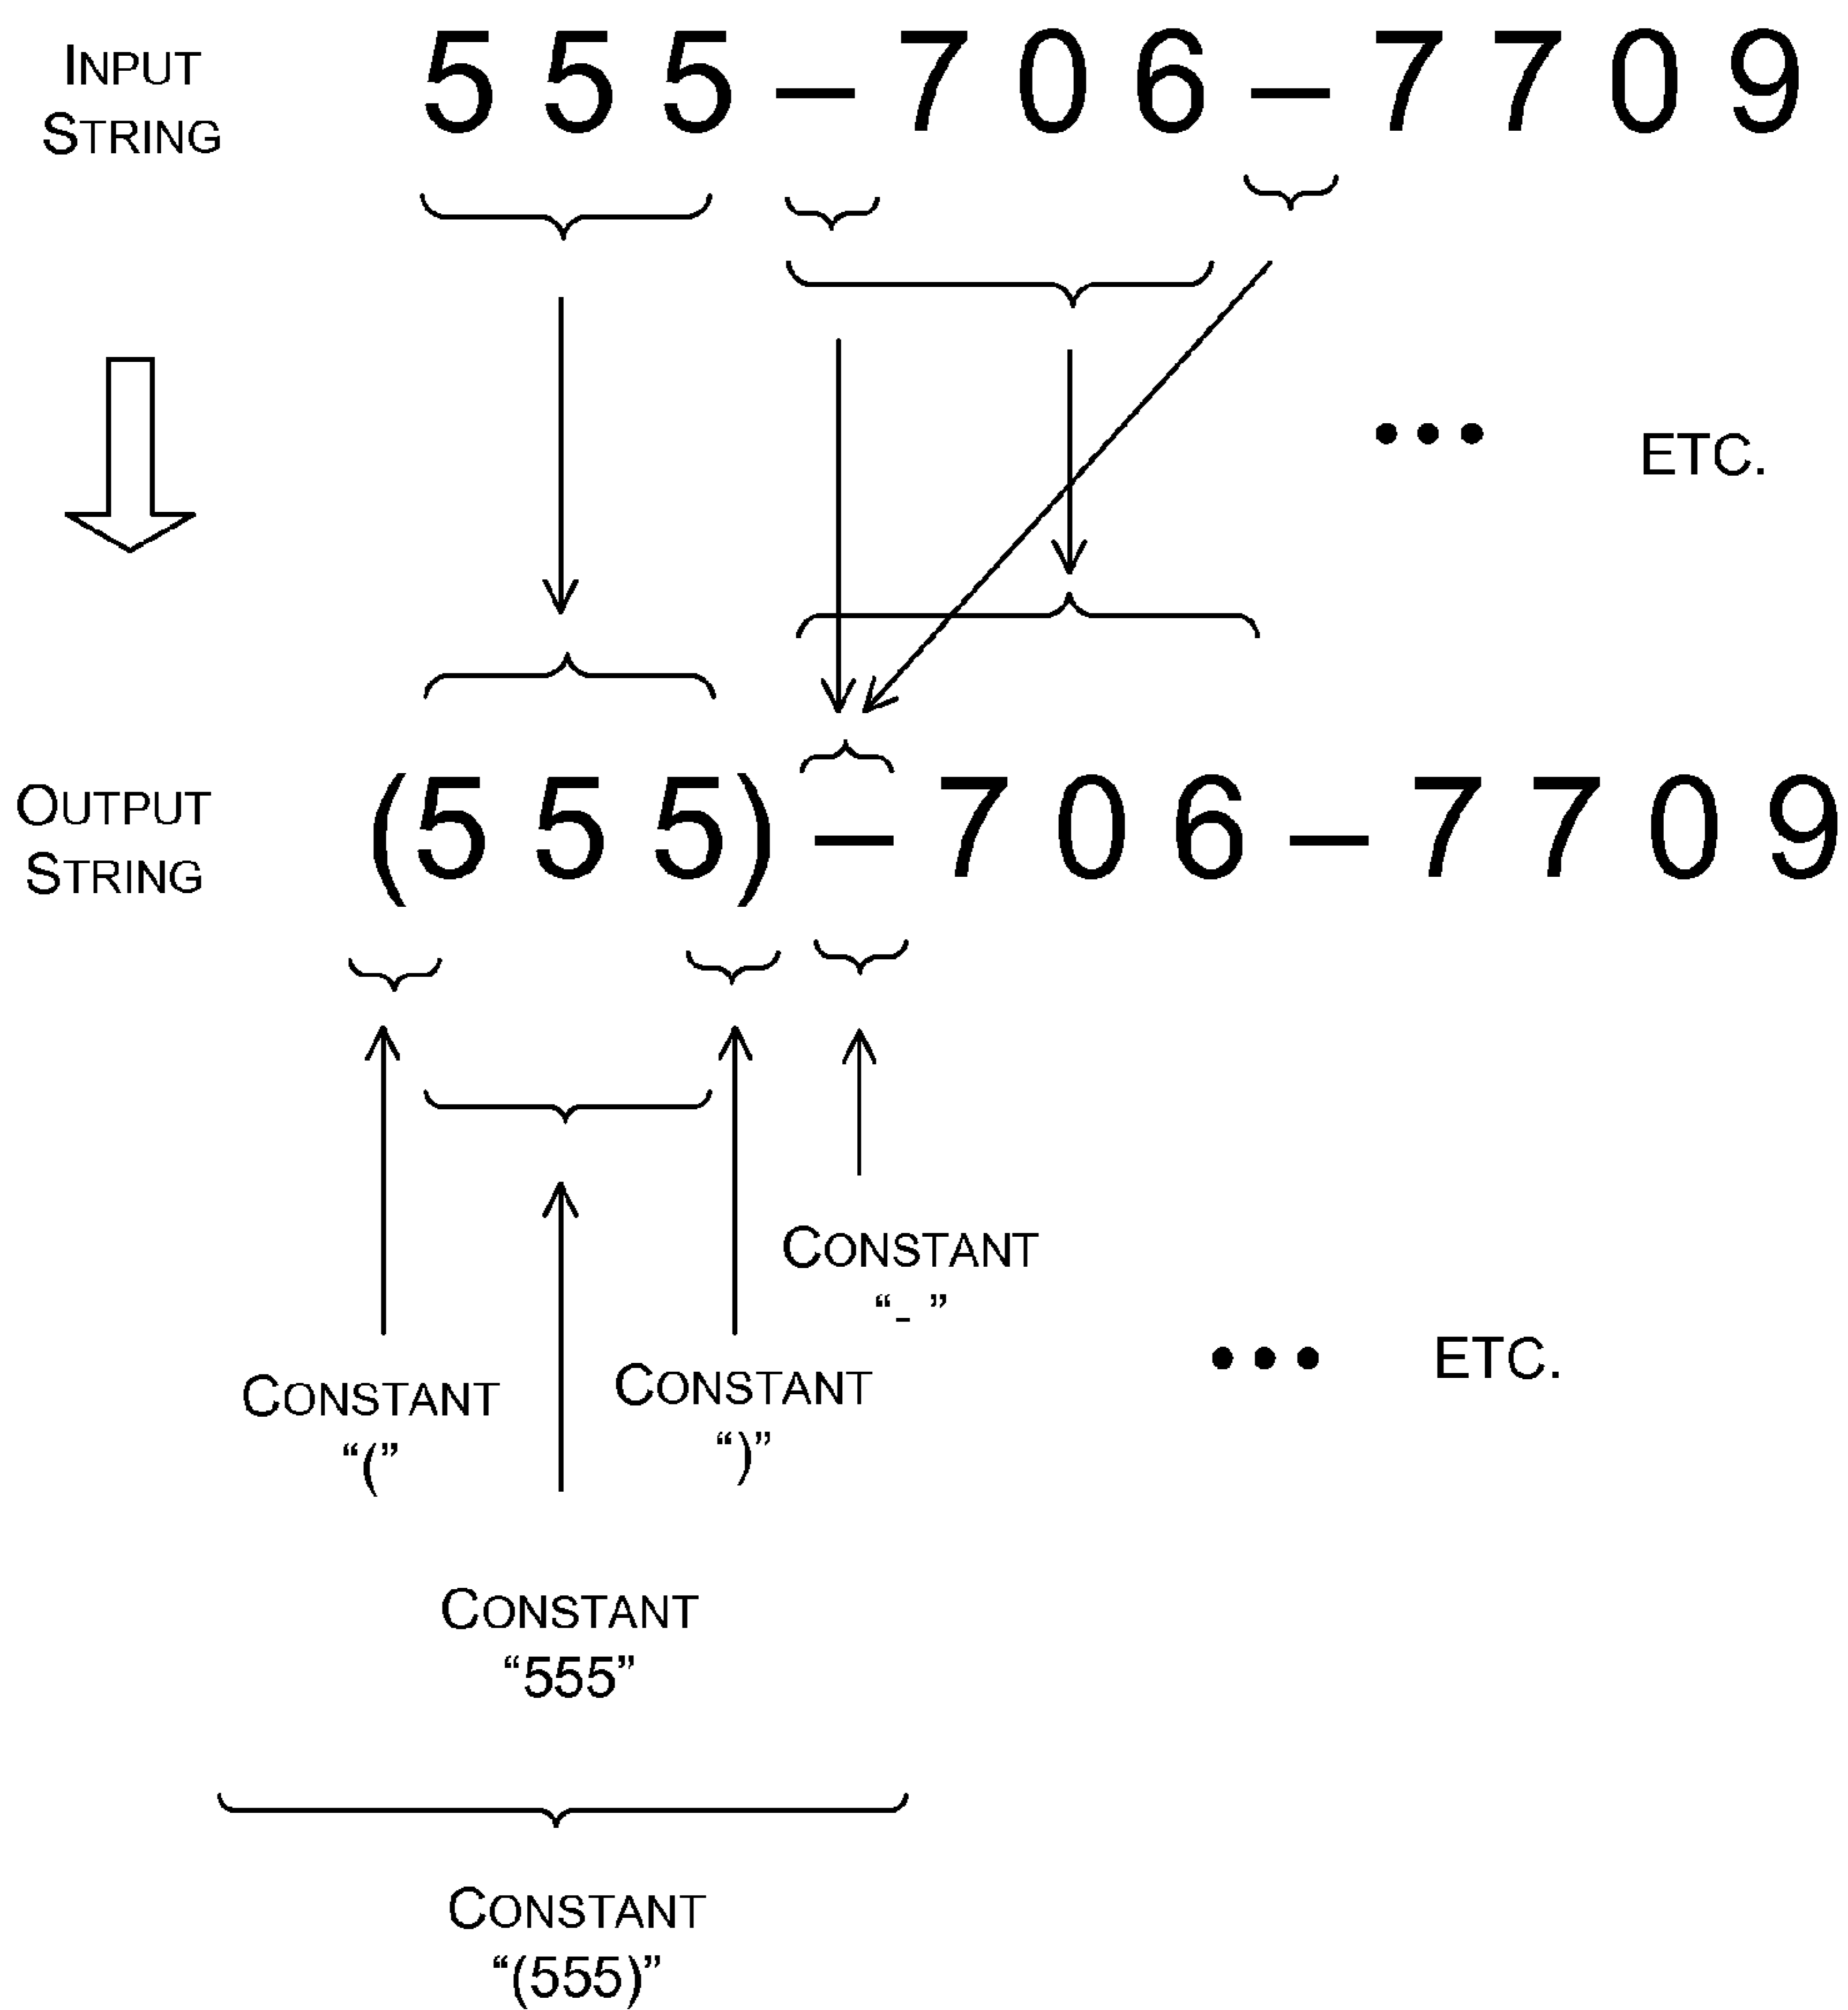 INPUT STRING 5 5 5 – 7 0 6 – 7 7 0 9
••• ETC.
OUTPUT STRING (5 5 5) – 7 0 6 – 7 7 0 9
CONSTANT
“-”
CONSTANT
“(”
CONSTANT
“)”
••• ETC.
CONSTANT
“555”
CONSTANT
“(555)”